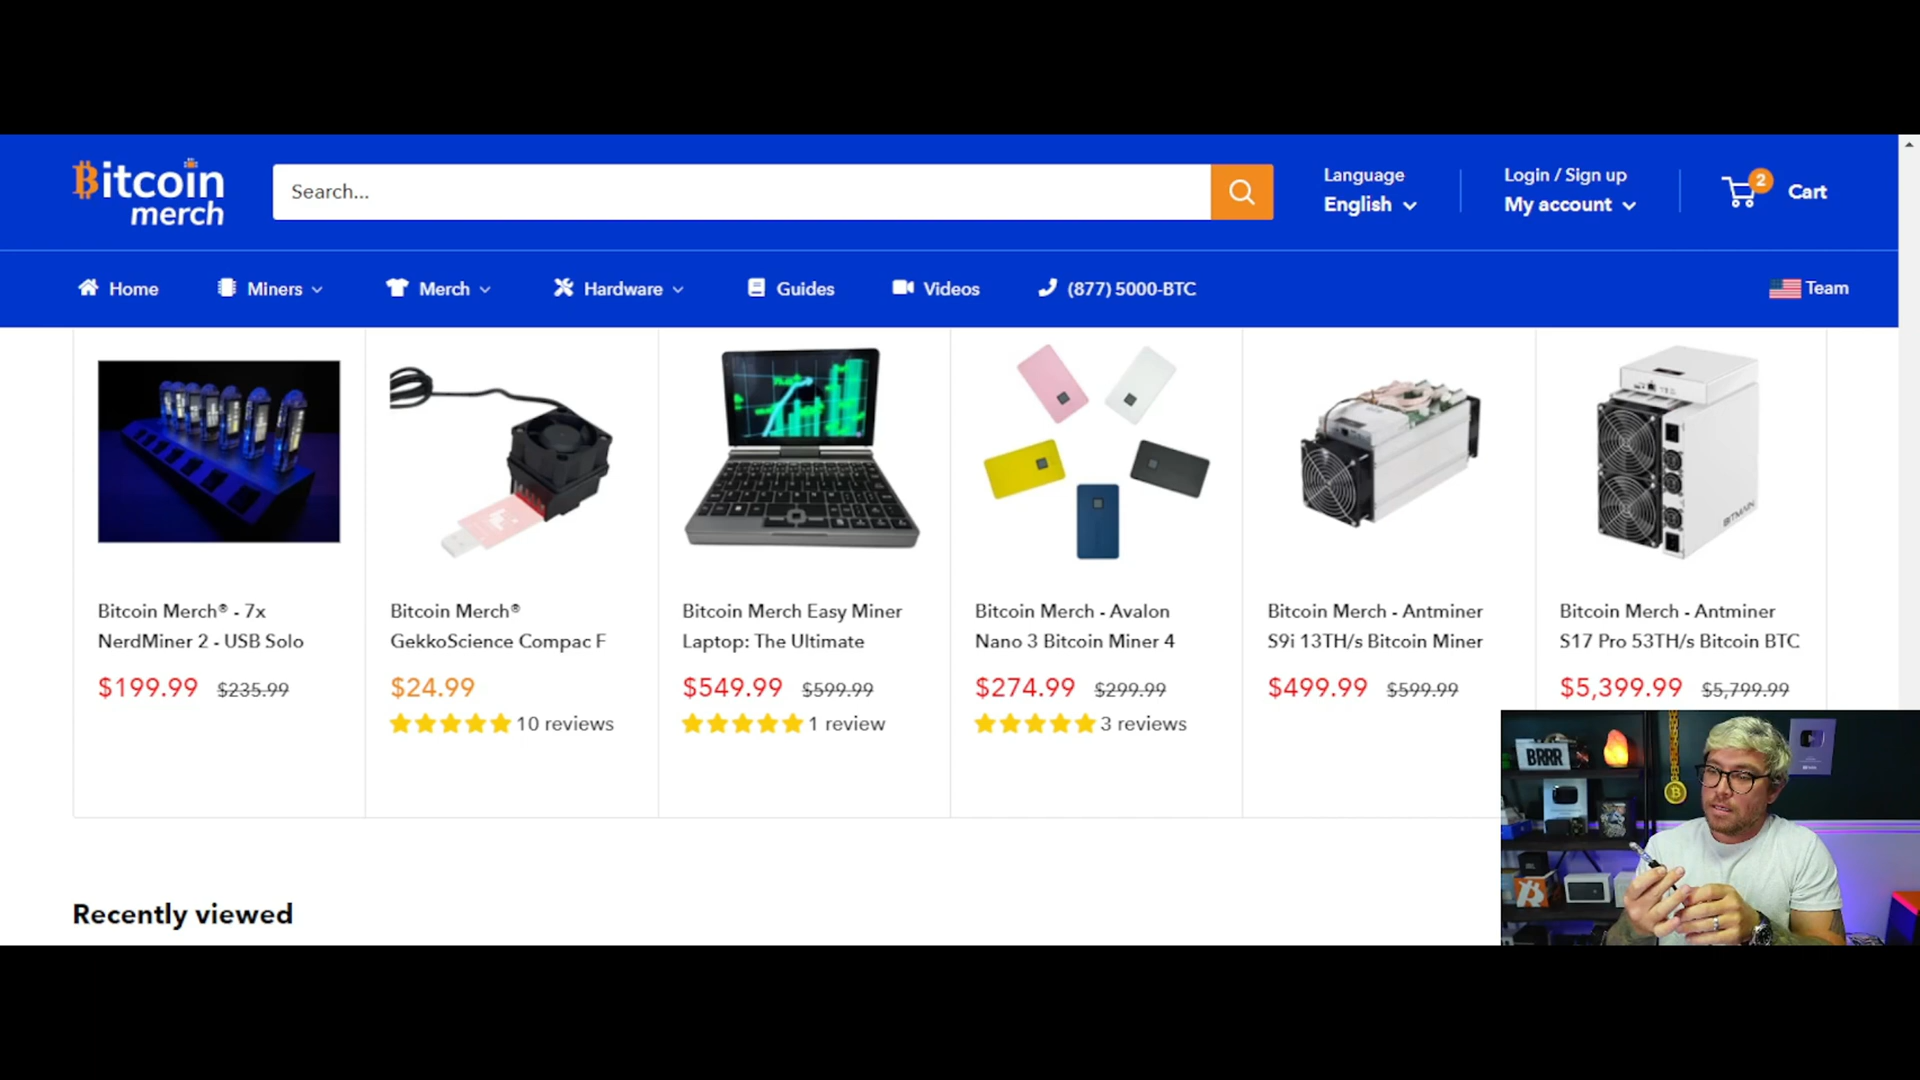 Bitcoin
merch
Search...
Language
English
Login / Sign up
My account
2
Cart
Home
Miners
Merch
Hardware
Guides
Videos
(877) 5000-BTC
Team
BITMAIN
Bitcoin Merch® - 7x
NerdMiner 2 - USB Solo
$199.99 $235.99
Bitcoin Merch®
GekkoScience Compac F
$24.99
10 reviews
Bitcoin Merch Easy Miner
Laptop: The Ultimate
$549.99 $599.99
1 review
Bitcoin Merch - Avalon
Nano 3 Bitcoin Miner 4
$274.99 $299.99
3 reviews
Bitcoin Merch - Antminer
S9i 13TH/s Bitcoin Miner
$499.99 $599.99
Bitcoin Merch - Antminer
S17 Pro 53TH/s Bitcoin BTC
$5,399.99 $5,799.99
BRRR
Recently viewed